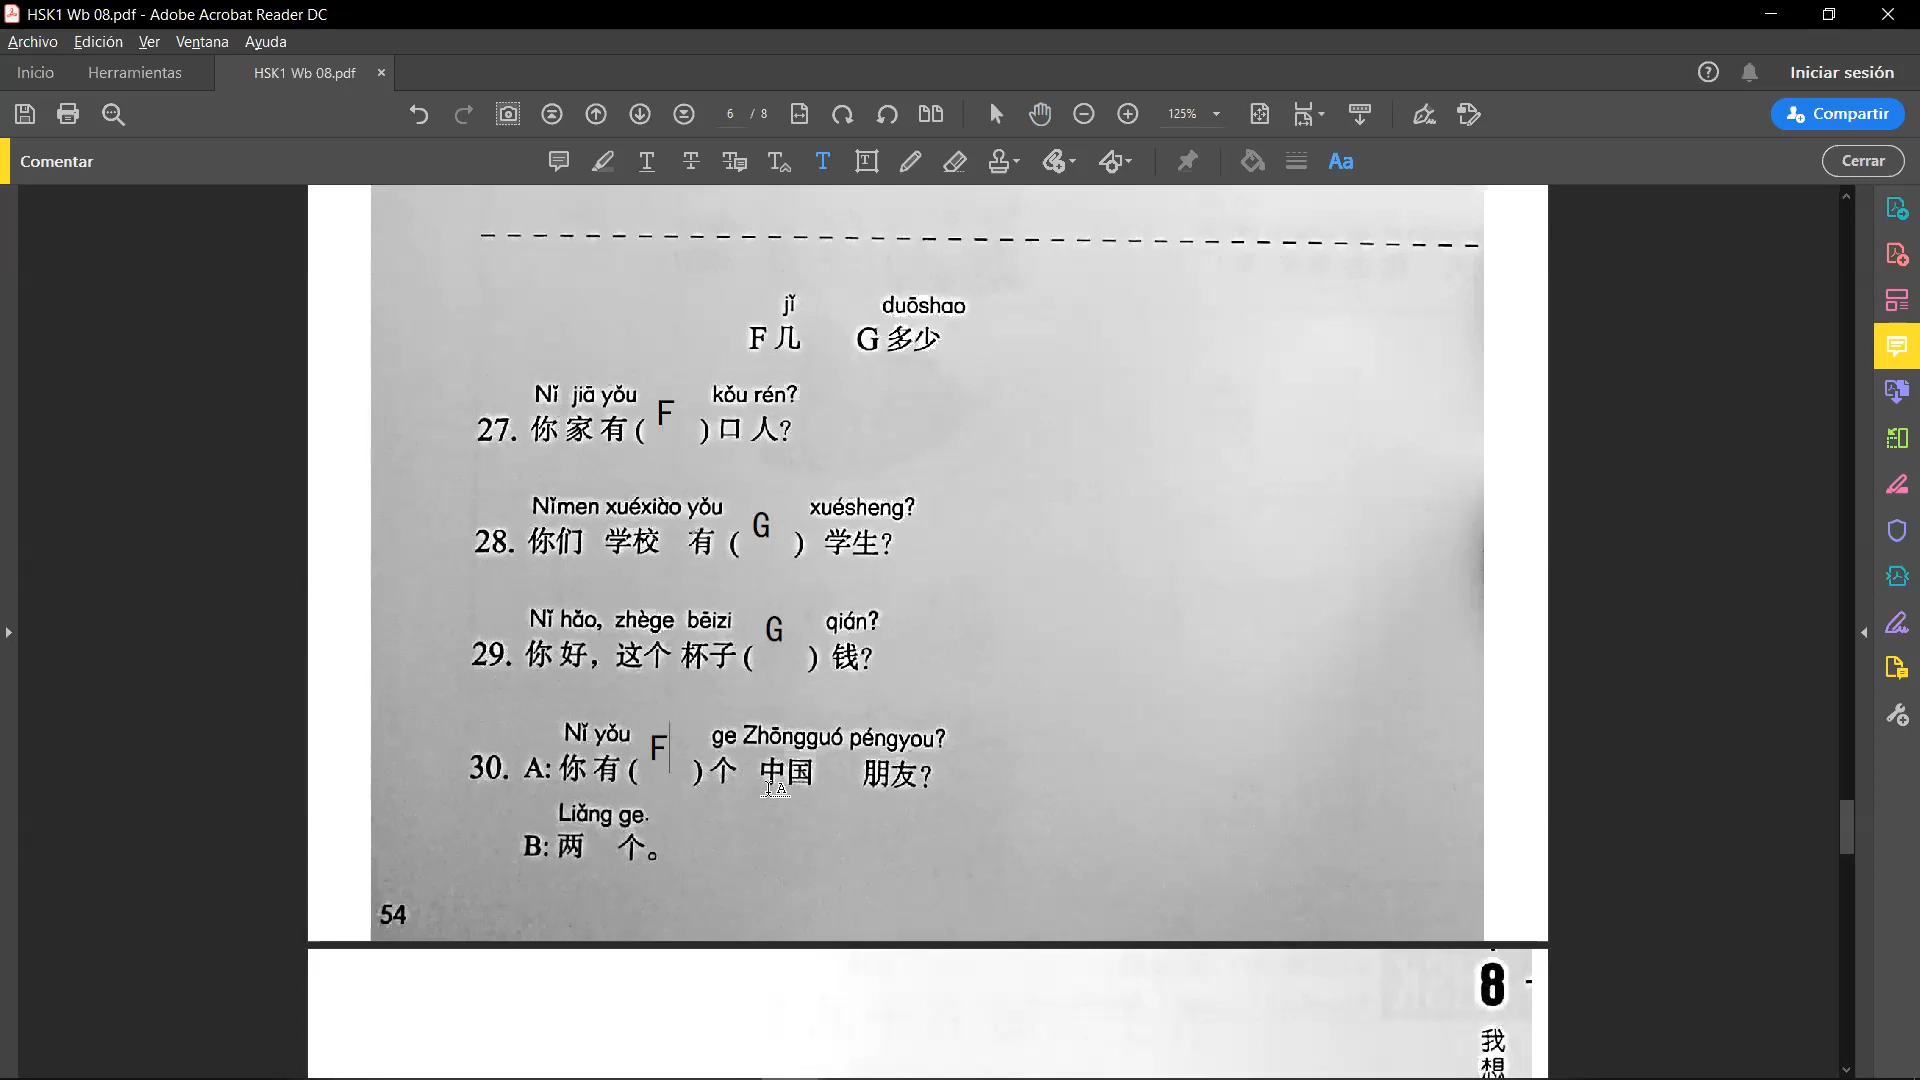 HSK1 Wb 08.pdf - Adobe Acrobat Reader DC
Archivo Edición Ver Ventana Ayuda
Inicio Herramientas HSK1 Wb 08.pdf × Iniciar sesión
6 / 8 125% Compartir
Comentar Aa Cerrar
jǐ duōshao
F 几 G 多少
Nǐ jiā yǒu kǒu rén?
27. 你家有( F )口人?
Nǐmen xuéxiào yǒu xuésheng?
28. 你们 学校 有( G )学生?
Nǐ hǎo, zhège bēizi qián?
29. 你好, 这个 杯子( G )钱?
Nǐ yǒu ge Zhōngguó péngyou?
30. A: 你有( F )个 中国 朋友?
Liǎng ge.
B: 两 个。
54
8
我
想